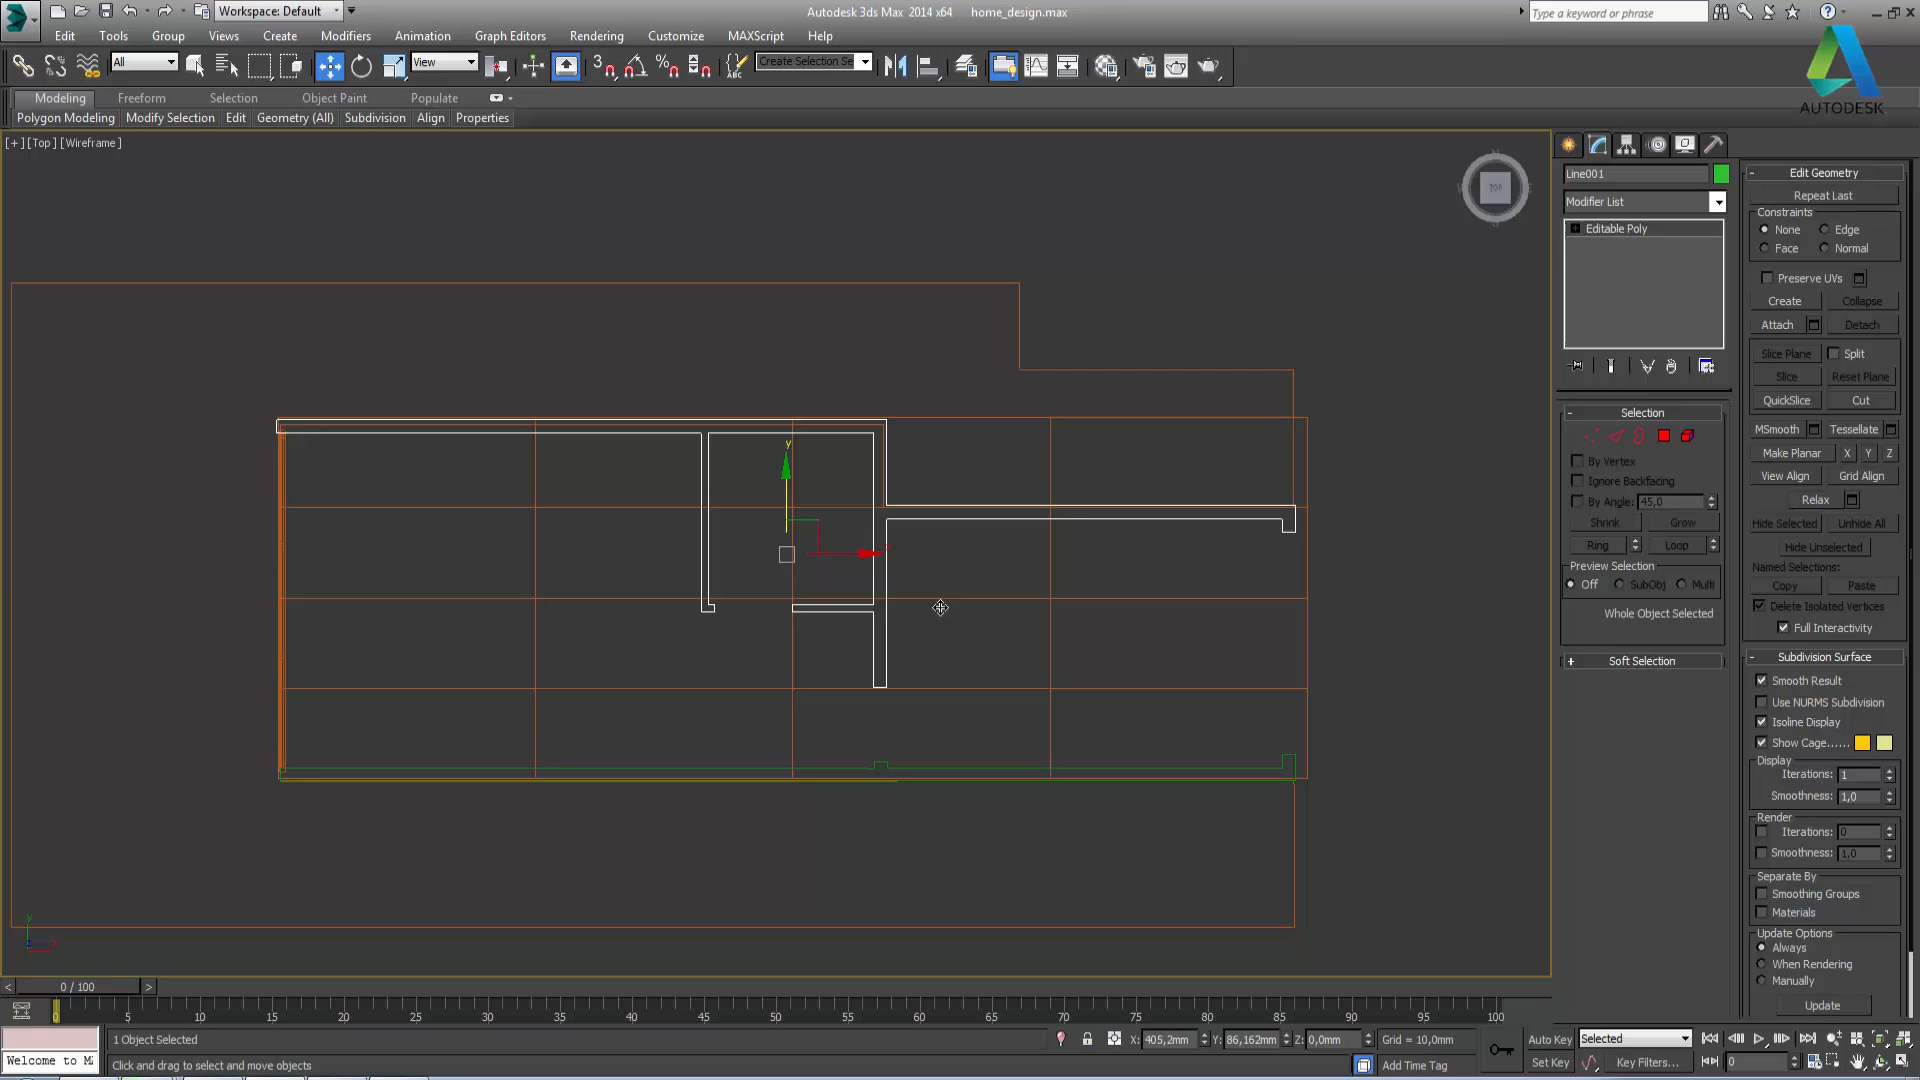 Workspace: Default
Autodesk 3ds Max 2014 x64 home_design.max
Type a keyword or phrase
Edit Tools Group Views Create Modifiers Animation Graph Editors Rendering Customize MAXScript Help
All View Create Selection Se
AUTODESK
Modeling Freeform Selection Object Paint Populate
Polygon Modeling Modify Selection Edit Geometry (All) Subdivision Align Properties
[+] [Top] [Wireframe]
TOP
y
Line001
Modifier List
Editable Poly
- Selection
By Vertex
Ignore Backfacing
By Angle: 45,0
Shrink Grow
Ring Loop
Preview Selection
Off SubObj Multi
Whole Object Selected
+ Soft Selection
- Edit Geometry
Repeat Last
Constraints
None Edge
Face Normal
Preserve UVs
Create Collapse
Attach Detach
Slice Plane Split
Slice Reset Plane
QuickSlice Cut
MSmooth Tessellate
Make Planar X Y Z
View Align Grid Align
Relax
Hide Selected Unhide All
Hide Unselected
Named Selections:
Copy Paste
Delete Isolated Vertices
Full Interactivity
- Subdivision Surface
Smooth Result
Use NURMS Subdivision
Isoline Display
Show Cage......
Display
Iterations: 1
Smoothness: 1,0
Render
Iterations: 0
Smoothness: 1,0
Separate By
Smoothing Groups
Materials
Update Options
Always
When Rendering
Manually
Update
< 0 / 100 >
0 5 10 15 20 25 30 35 40 45 50 55 60 65 70 75 80 85 90 95 100
1 Object Selected X: 405,2mm Y: 86,162mm Z: 0,0mm Grid = 10,0mm Auto Key Selected
Welcome to M Click and drag to select and move objects Add Time Tag Set Key Key Filters... 0